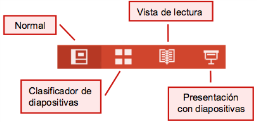 Vista de lectura
Normal
Clasificador de
diapositivas
Presentación
con diapositivas